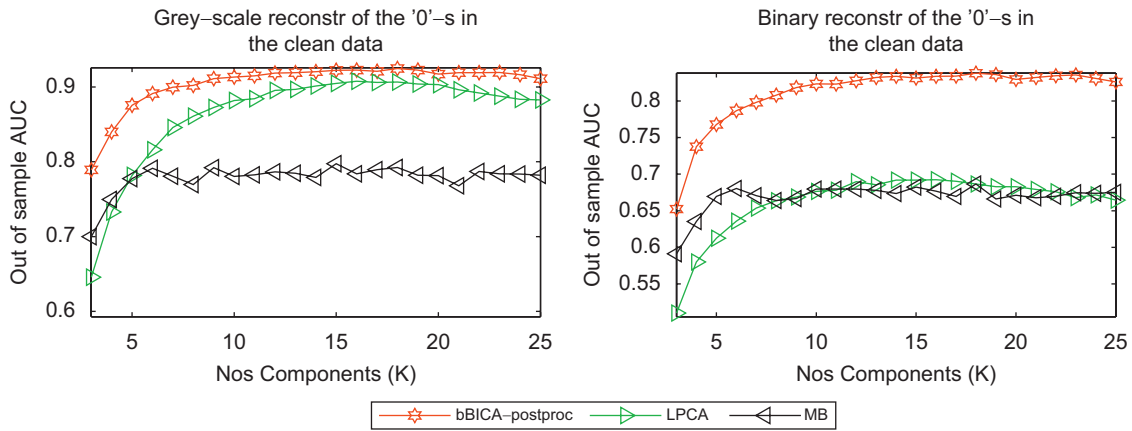 Grey–scale reconstr of the '0'–s in
the clean data
Out of sample AUC
0.9
0.8
0.7
0.6
5 10 15 20 25
Nos Components (K)
Binary reconstr of the '0'–s in
the clean data
Out of sample AUC
0.8
0.75
0.7
0.65
0.6
0.55
5 10 15 20 25
Nos Components (K)
bBICA–postproc LPCA MB